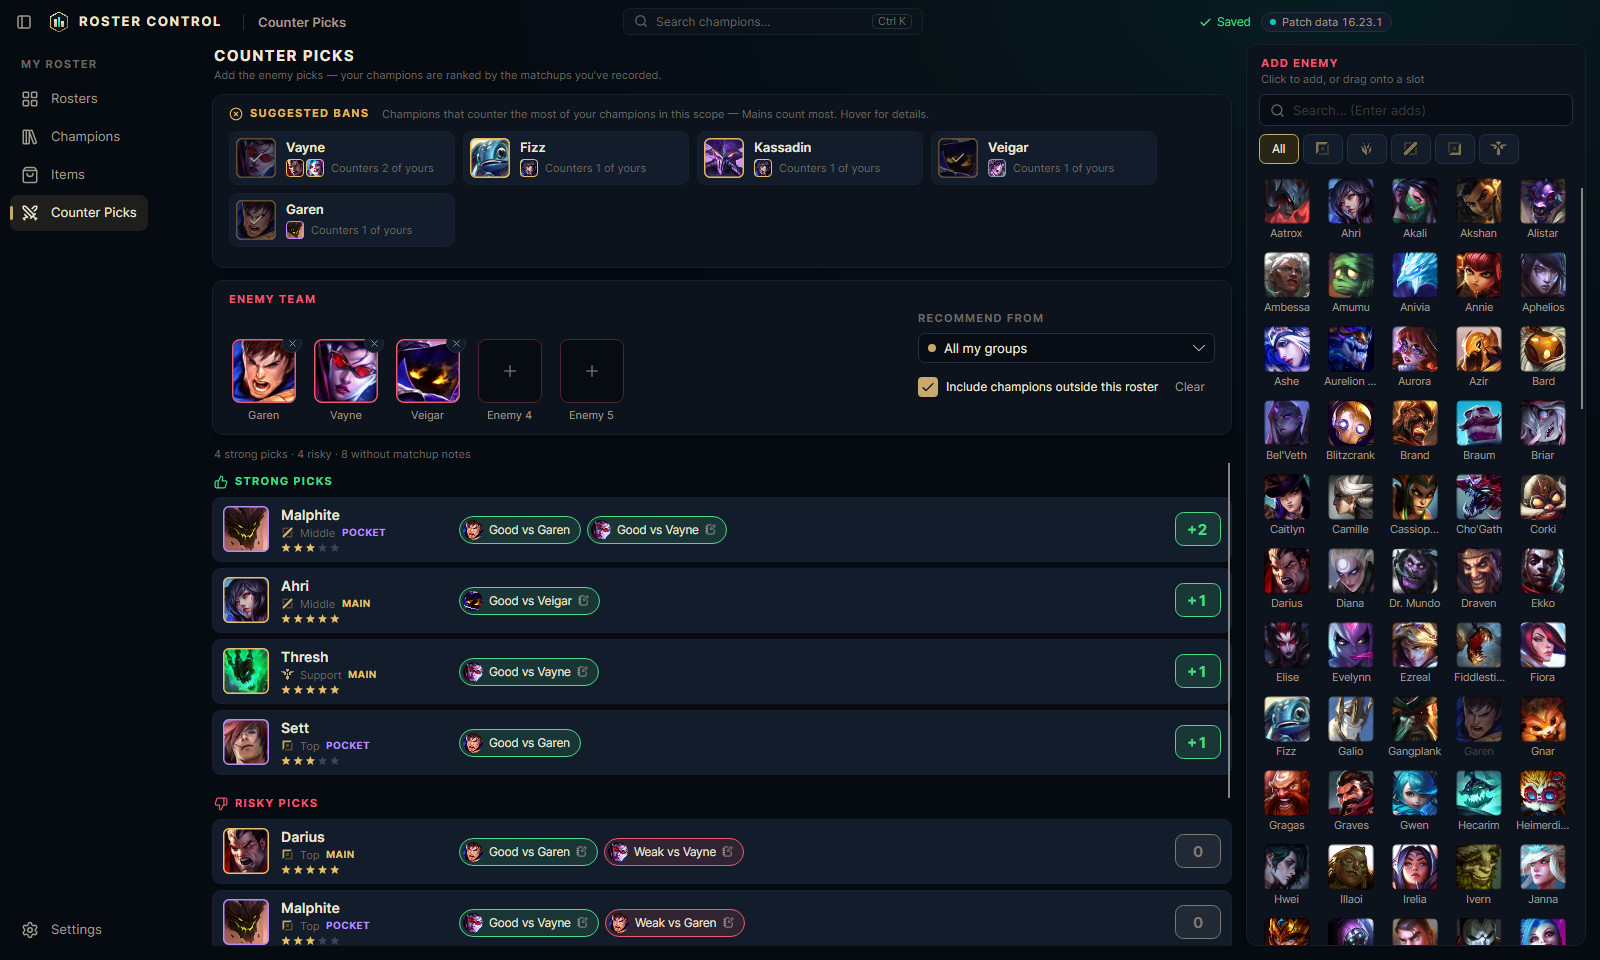 ROSTER CONTROL
Counter Picks
Search champions...
Ctrl K
Saved
Patch data 16.23.1
MY ROSTER
Rosters
Champions
Items
Counter Picks
Settings
COUNTER PICKS
Add the enemy picks — your champions are ranked by the matchups you've recorded.
SUGGESTED BANS
Champions that counter the most of your champions in this scope — Mains count most. Hover for details.
Vayne
Counters 2 of yours
Fizz
Counters 1 of yours
Kassadin
Counters 1 of yours
Veigar
Counters 1 of yours
Garen
Counters 1 of yours
ENEMY TEAM
Garen
Vayne
Veigar
Enemy 4
Enemy 5
RECOMMEND FROM
All my groups
Include champions outside this roster
Clear
4 strong picks · 4 risky · 8 without matchup notes
STRONG PICKS
Malphite
Middle POCKET
Good vs Garen
Good vs Vayne
+2
Ahri
Middle MAIN
Good vs Veigar
+1
Thresh
Support MAIN
Good vs Vayne
+1
Sett
Top POCKET
Good vs Garen
+1
RISKY PICKS
Darius
Top MAIN
Good vs Garen
Weak vs Vayne
0
Malphite
Top POCKET
Good vs Vayne
Weak vs Garen
0
ADD ENEMY
Click to add, or drag onto a slot
Search... (Enter adds)
All
Aatrox Ahri Akali Akshan Alistar
Ambessa Amumu Anivia Annie Aphelios
Ashe Aurelion ... Aurora Azir Bard
Bel'Veth Blitzcrank Brand Braum Briar
Caitlyn Camille Cassiop... Cho'Gath Corki
Darius Diana Dr. Mundo Draven Ekko
Elise Evelynn Ezreal Fiddlesti... Fiora
Fizz Galio Gangplank Garen Gnar
Gragas Graves Gwen Hecarim Heimerdi...
Hwei Illaoi Irelia Ivern Janna